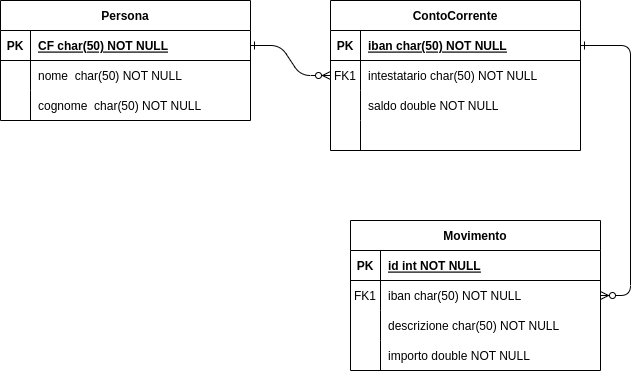 Persona
PK CF char(50) NOT NULL
nome  char(50) NOT NULL
cognome  char(50) NOT NULL
ContoCorrente
PK iban char(50) NOT NULL
FK1 intestatario char(50) NOT NULL
saldo double NOT NULL
Movimento
PK id int NOT NULL
FK1 iban char(50) NOT NULL
descrizione char(50) NOT NULL
importo double NOT NULL